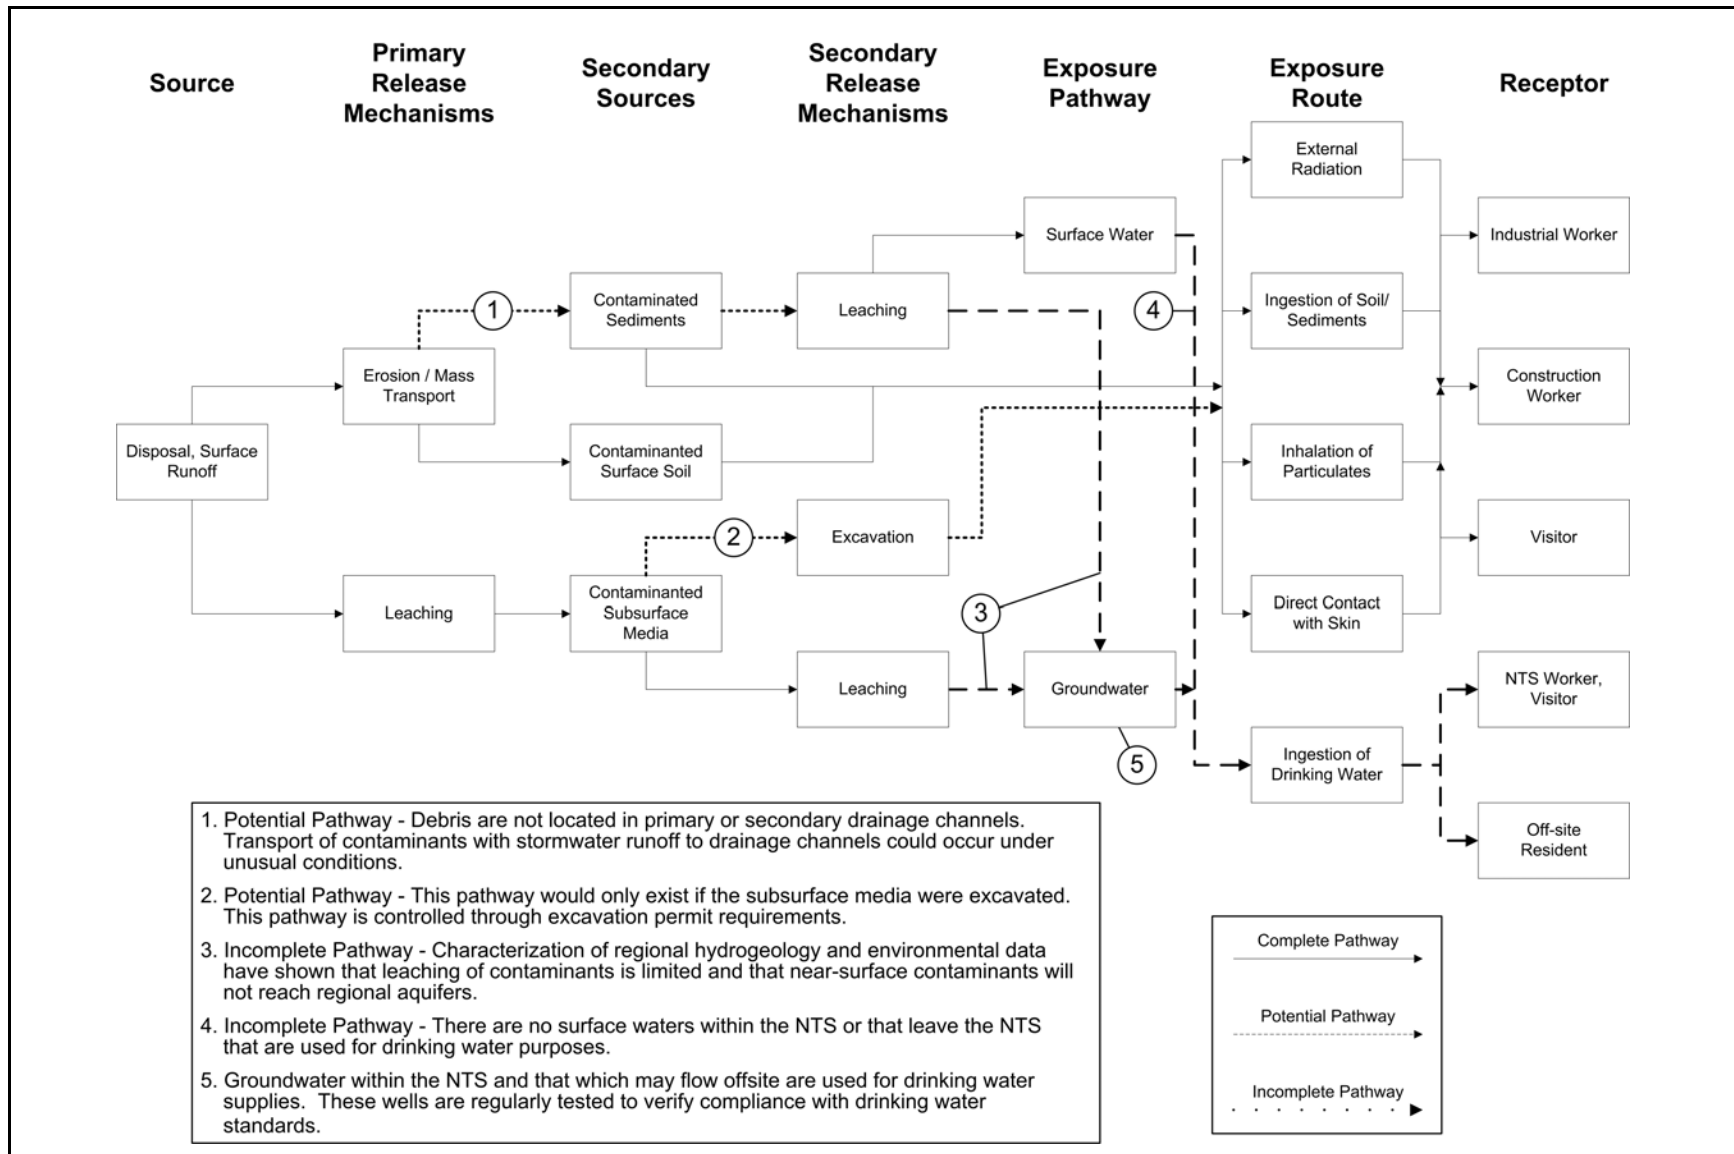 Source
Primary
Release
Mechanisms
Secondary
Sources
Secondary
Release
Mechanisms
Exposure
Pathway
Exposure
Route
Receptor
External
Radiation
Surface Water
Industrial Worker
1
Contaminated
Sediments
Leaching
4
Ingestion of Soil/
Sediments
Erosion / Mass
Transport
Construction
Worker
Disposal, Surface
Runoff
Contaminanted
Surface Soil
Inhalation of
Particulates
2
Excavation
Visitor
Leaching
Contaminanted
Subsurface
Media
3
Direct Contact
with Skin
Leaching
Groundwater
NTS Worker,
Visitor
5
Ingestion of
Drinking Water
Off-site
Resident
1. Potential Pathway - Debris are not located in primary or secondary drainage channels.
Transport of contaminants with stormwater runoff to drainage channels could occur under
unusual conditions.
2. Potential Pathway - This pathway would only exist if the subsurface media were excavated.
This pathway is controlled through excavation permit requirements.
3. Incomplete Pathway - Characterization of regional hydrogeology and environmental data
have shown that leaching of contaminants is limited and that near-surface contaminants will
not reach regional aquifers.
4. Incomplete Pathway - There are no surface waters within the NTS or that leave the NTS
that are used for drinking water purposes.
5. Groundwater within the NTS and that which may flow offsite are used for drinking water
supplies.  These wells are regularly tested to verify compliance with drinking water
standards.
Complete Pathway
Potential Pathway
Incomplete Pathway